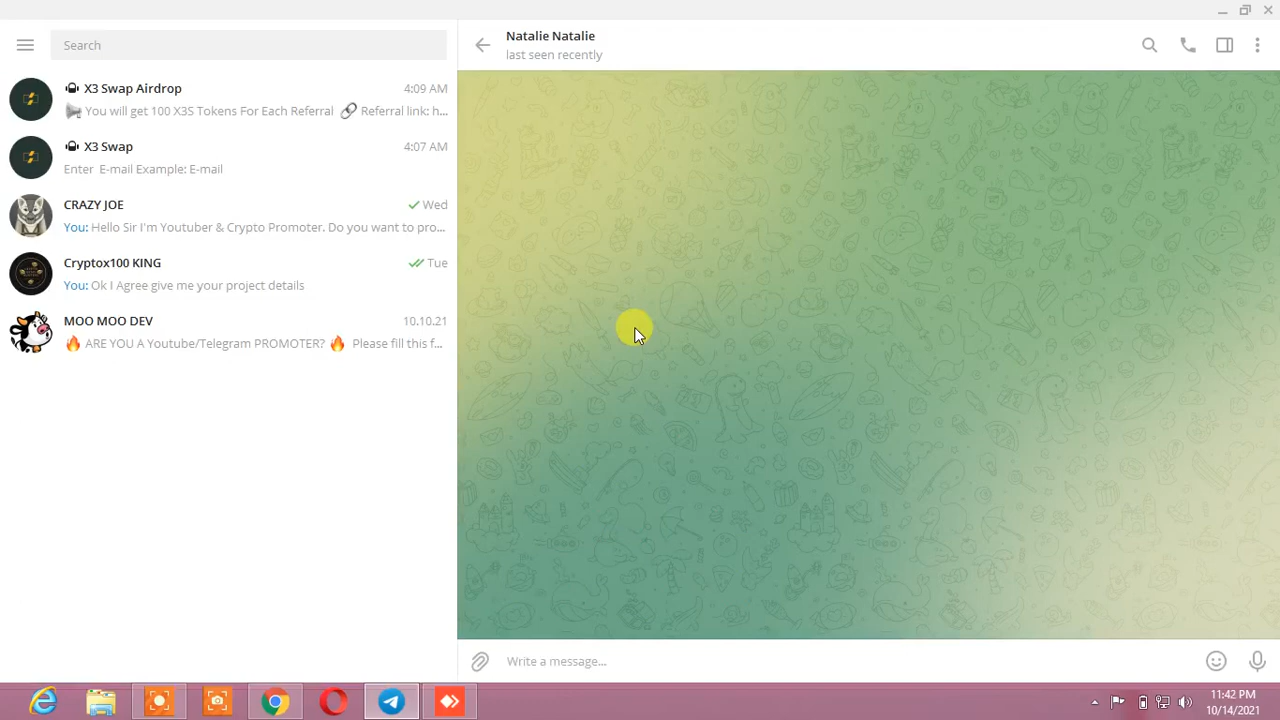 Search
X3 Swap Airdrop 4:09 AM
You will get 100 X3S Tokens For Each Referral Referral link: h...
X3 Swap 4:07 AM
Enter E-mail Example: E-mail
CRAZY JOE Wed
You: Hello Sir I'm Youtuber & Crypto Promoter. Do you want to pro...
Cryptox100 KING Tue
You: Ok I Agree give me your project details
MOO MOO DEV 10.10.21
🔥 ARE YOU A Youtube/Telegram PROMOTER? 🔥 Please fill this f...
Natalie Natalie
last seen recently
Write a message...
11:42 PM
10/14/2021